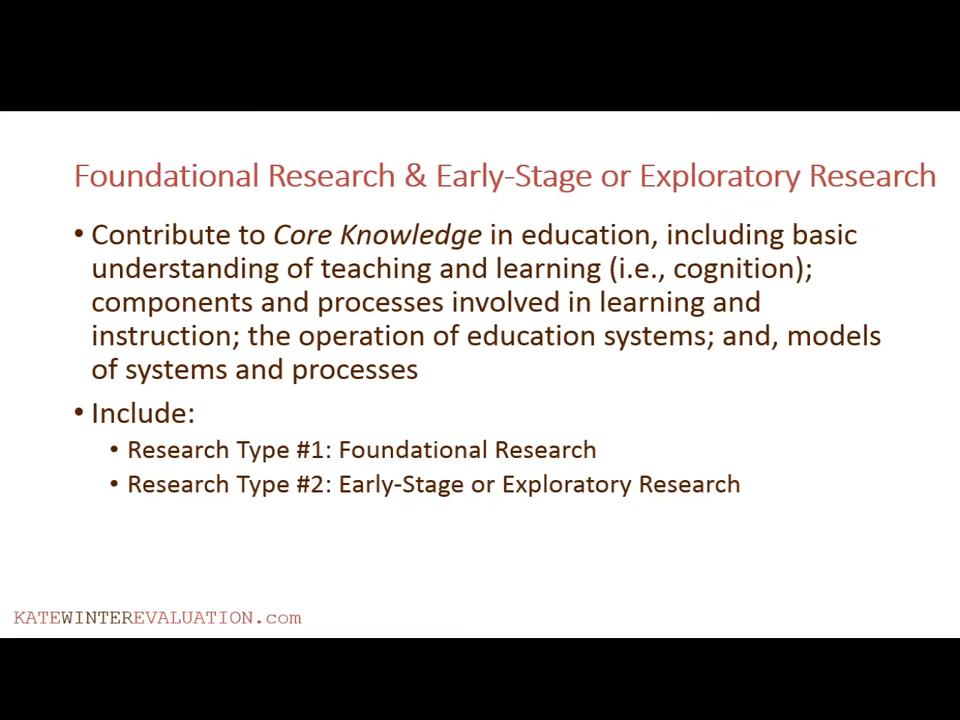 Foundational Research & Early-Stage or Exploratory Research
• Contribute to Core Knowledge in education, including basic
understanding of teaching and learning (i.e., cognition);
components and processes involved in learning and
instruction; the operation of education systems; and, models
of systems and processes
• Include:
• Research Type #1: Foundational Research
• Research Type #2: Early-Stage or Exploratory Research
KATEWINTEREVALUATION.com